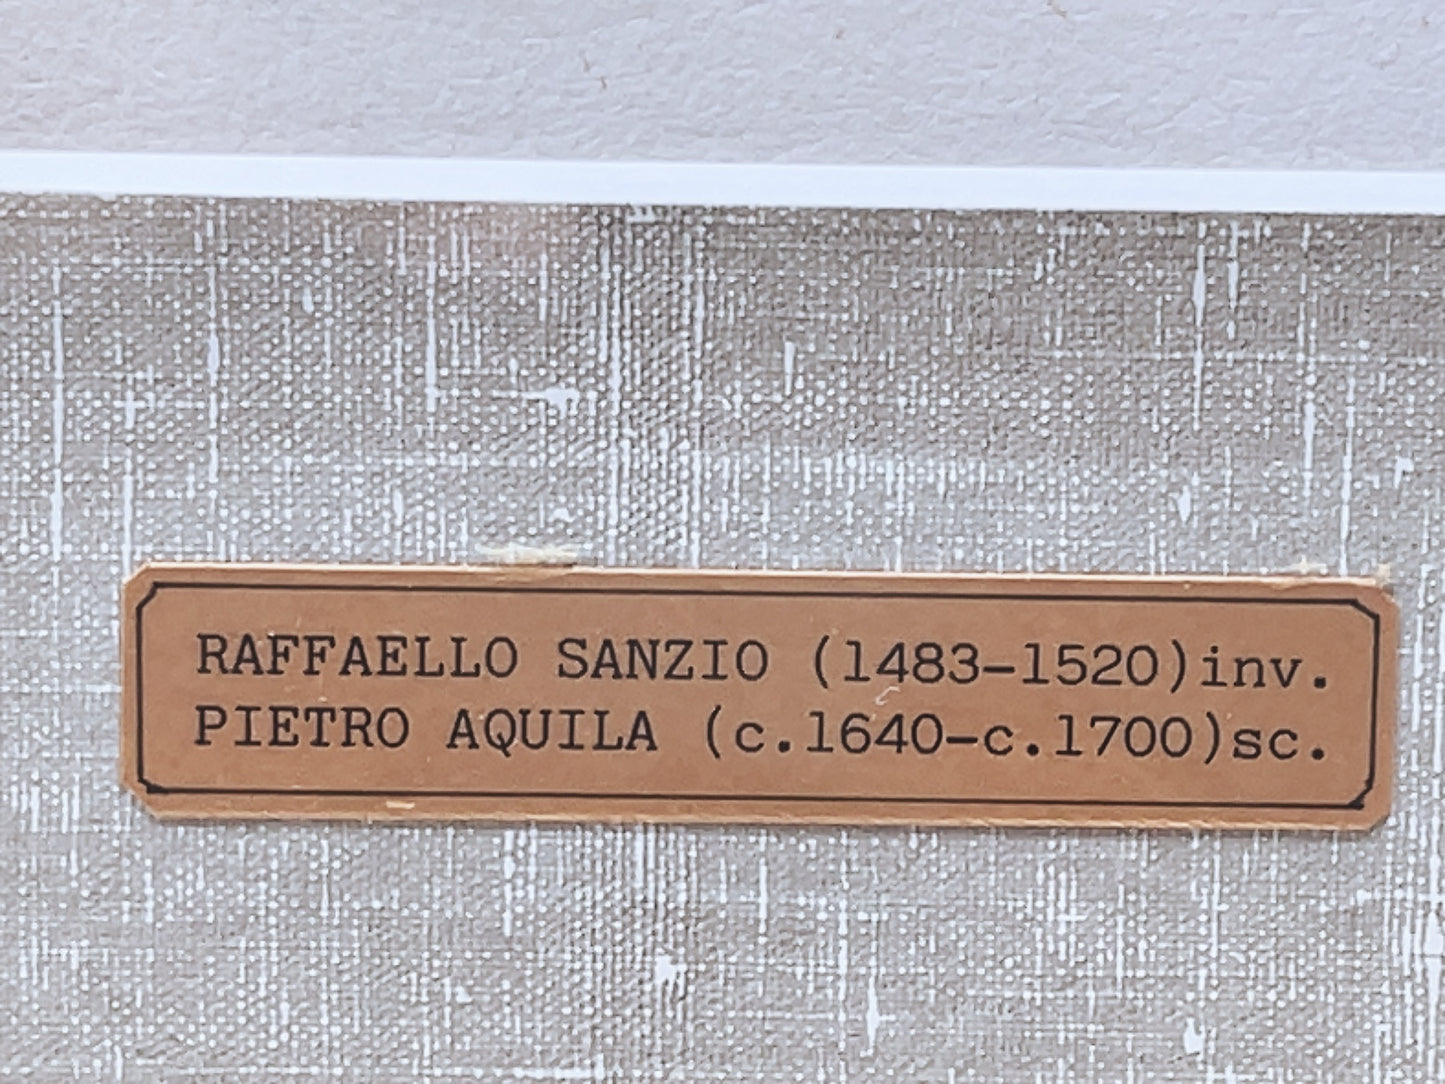 RAFFAELLO SANZIO (1483-1520)inv.
PIETRO AQUILA (c.1640-c.1700)sc.